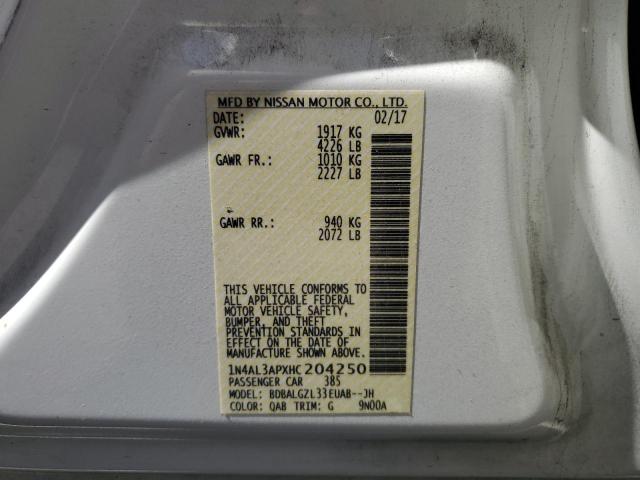 MFD BY NISSAN MOTOR CO., LTD.
DATE: 02/17
GVWR: 1917 KG
4226 LB
GAWR FR.: 1010 KG
2227 LB
GAWR RR.: 940 KG
2072 LB
THIS VEHICLE CONFORMS TO
ALL APPLICABLE FEDERAL
MOTOR VEHICLE SAFETY,
BUMPER, AND THEFT
PREVENTION STANDARDS IN
EFFECT ON THE DATE OF
MANUFACTURE SHOWN ABOVE.
1N4AL3APXHC204250
PASSENGER CAR 385
MODEL: BDBALGZL33EUAB--JH
COLOR: QAB TRIM: G 9N00A